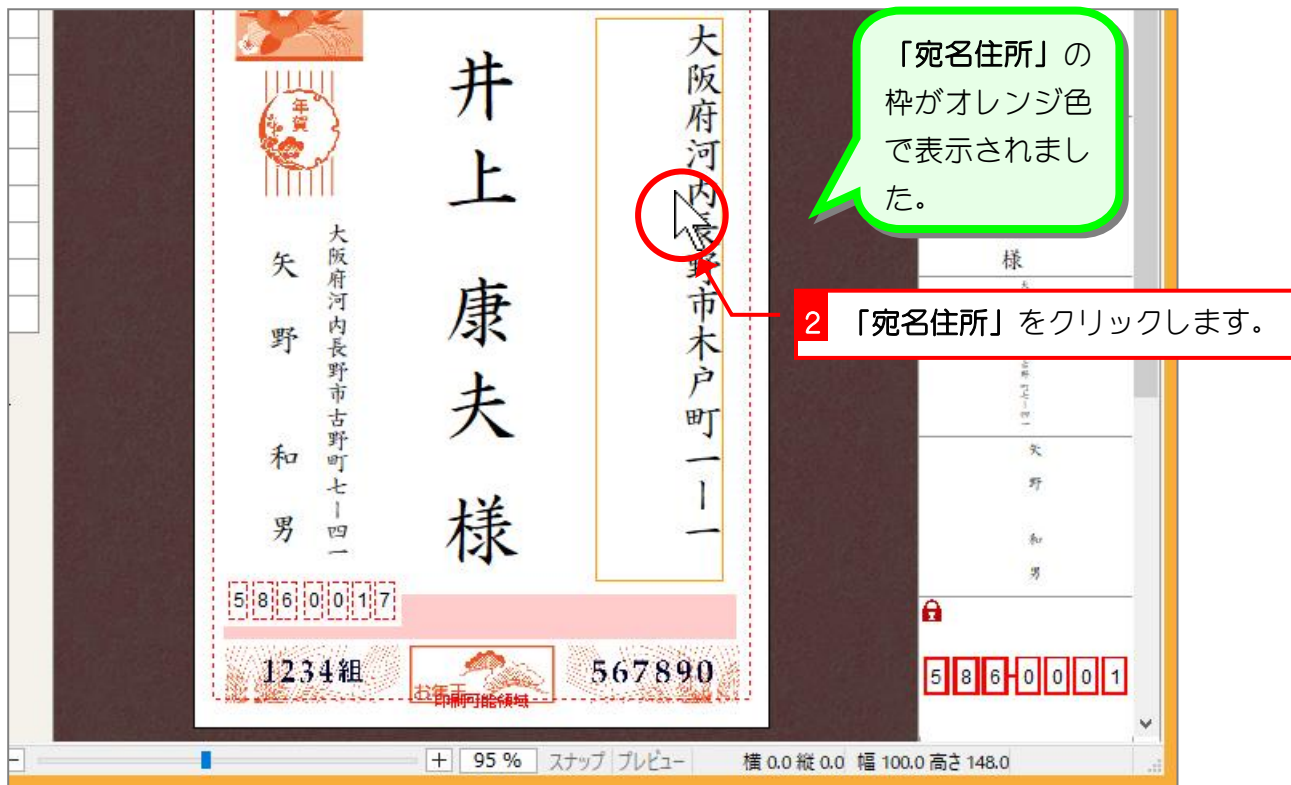 大阪府河内長野市木戸町一ー一
井上 康夫 様
年賀
大阪府河内長野市古野町七ー四一
矢野 和男
5860017
1234組
お年玉
印刷可能領域
567890
「宛名住所」の
枠がオレンジ色
で表示されまし
た。
2 「宛名住所」をクリックします。
様
矢野 和男
586-0001
95 %
スナップ
プレビュー
横 0.0 縦 0.0 幅 100.0 高さ 148.0